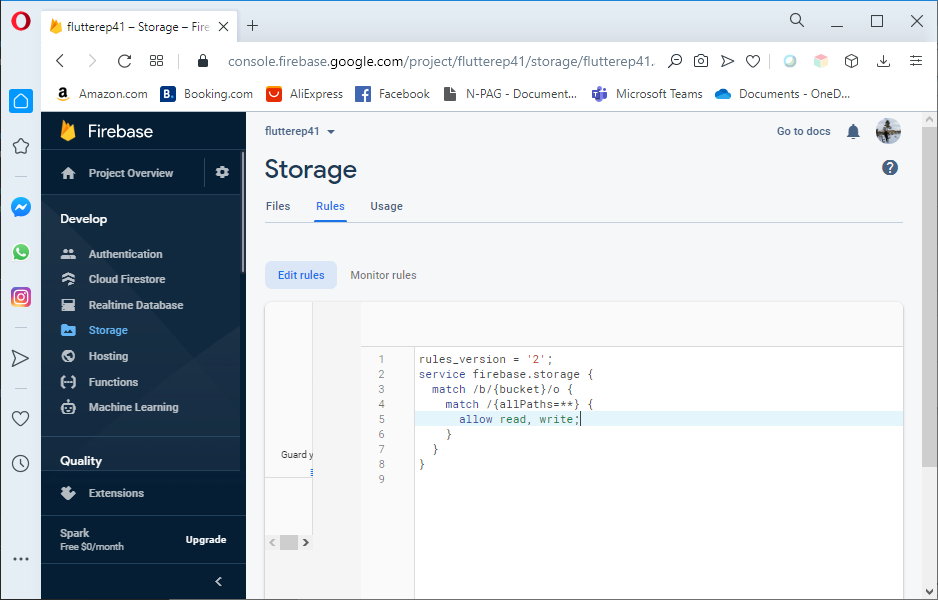 flutterep41 – Storage – Fire
console.firebase.google.com/project/flutterep41/storage/flutterep41.
Amazon.com
B. Booking.com
AliExpress
Facebook
N-PAG - Document...
Microsoft Teams
Documents - OneD...
Firebase
Project Overview
Develop
Authentication
Cloud Firestore
Realtime Database
Storage
Hosting
Functions
Machine Learning
Quality
Extensions
Spark
Free $0/month
Upgrade
flutterep41
Go to docs
Storage
Files
Rules
Usage
Edit rules
Monitor rules
Guard y
1 rules_version = '2';
2 service firebase.storage {
3 match /b/{bucket}/o {
4 match /{allPaths=**} {
5 allow read, write;
6 }
7 }
8 }
9